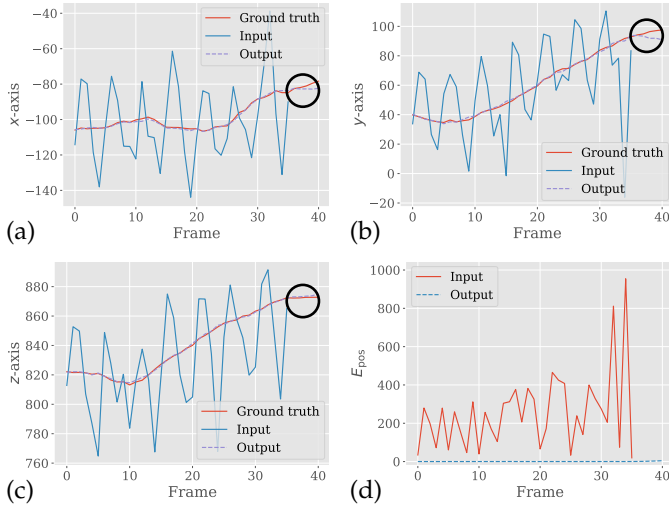 Ground truth
Input
Output
−40
−60
−80
−100
−120
−140
x-axis
0
10
20
30
40
Frame
(a)
100
80
60
40
20
0
−20
y-axis
Ground truth
Input
Output
0
10
20
30
40
Frame
(b)
880
860
840
820
800
780
760
z-axis
Ground truth
Input
Output
0
10
20
30
40
Frame
(c)
1000
800
600
400
200
0
Epos
Input
Output
0
10
20
30
40
Frame
(d)